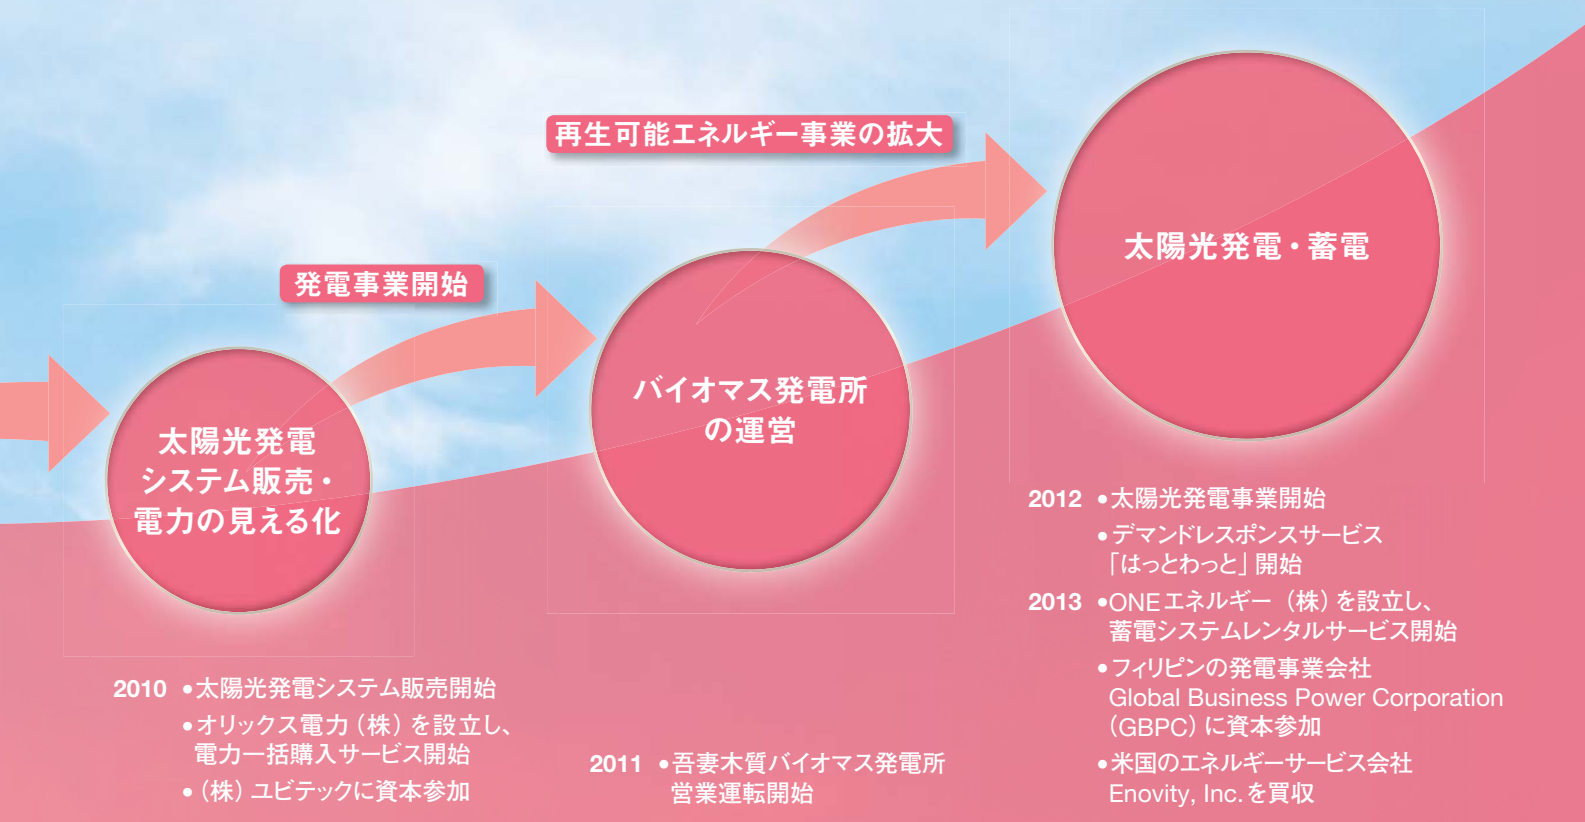 再生可能エネルギー事業の拡大
発電事業開始
太陽光発電
システム販売・
電力の見える化
バイオマス発電所
の運営
太陽光発電・蓄電
2010 ●太陽光発電システム販売開始
●オリックス電力(株)を設立し、
電力一括購入サービス開始
●(株)ユビテックに資本参加
2011 ●吾妻木質バイオマス発電所
営業運転開始
2012 ●太陽光発電事業開始
●デマンドレスポンスサービス
「はっとわっと」開始
2013 ●ONEエネルギー(株)を設立し、
蓄電システムレンタルサービス開始
●フィリピンの発電事業会社
Global Business Power Corporation
(GBPC)に資本参加
●米国のエネルギーサービス会社
Enovity, Inc.を買収